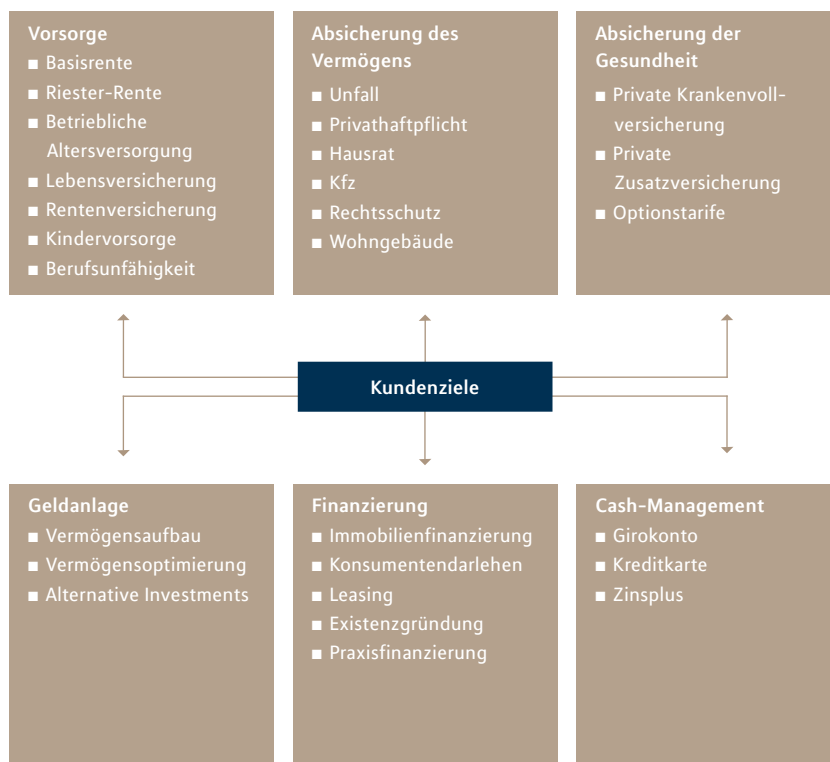 Vorsorge
■ Basisrente
■ Riester-Rente
■ Betriebliche
Altersversorgung
■ Lebensversicherung
■ Rentenversicherung
■ Kindervorsorge
■ Berufsunfähigkeit
Absicherung des
Vermögens
■ Unfall
■ Privathaftpflicht
■ Hausrat
■ Kfz
■ Rechtsschutz
■ Wohngebäude
Absicherung der
Gesundheit
■ Private Krankenvoll-
versicherung
■ Private
Zusatzversicherung
■ Optionstarife
Kundenziele
Geldanlage
■ Vermögensaufbau
■ Vermögensoptimierung
■ Alternative Investments
Finanzierung
■ Immobilienfinanzierung
■ Konsumentendarlehen
■ Leasing
■ Existenzgründung
■ Praxisfinanzierung
Cash-Management
■ Girokonto
■ Kreditkarte
■ Zinsplus